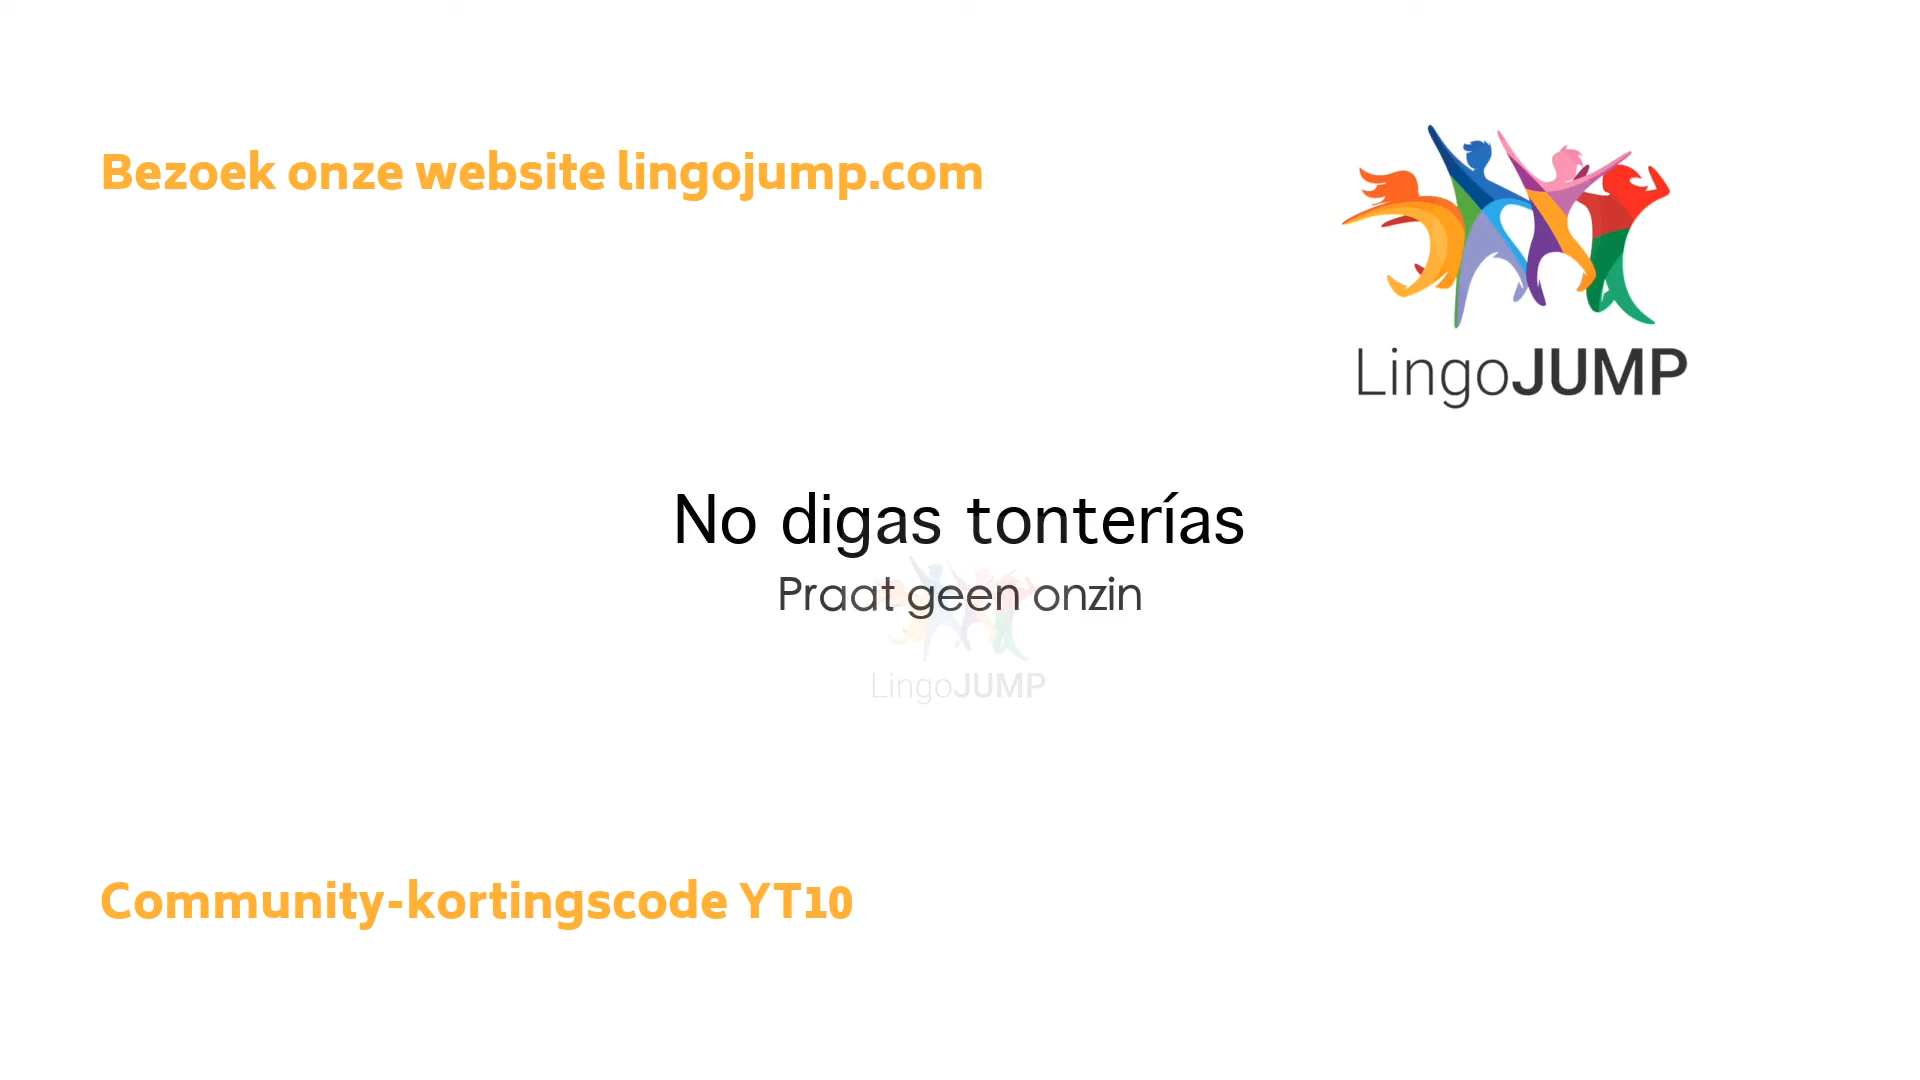 Bezoek onze website lingojump.com
LingoJUMP
No digas tonterías
Praat geen onzin
LingoJUMP
Community-kortingscode YT10